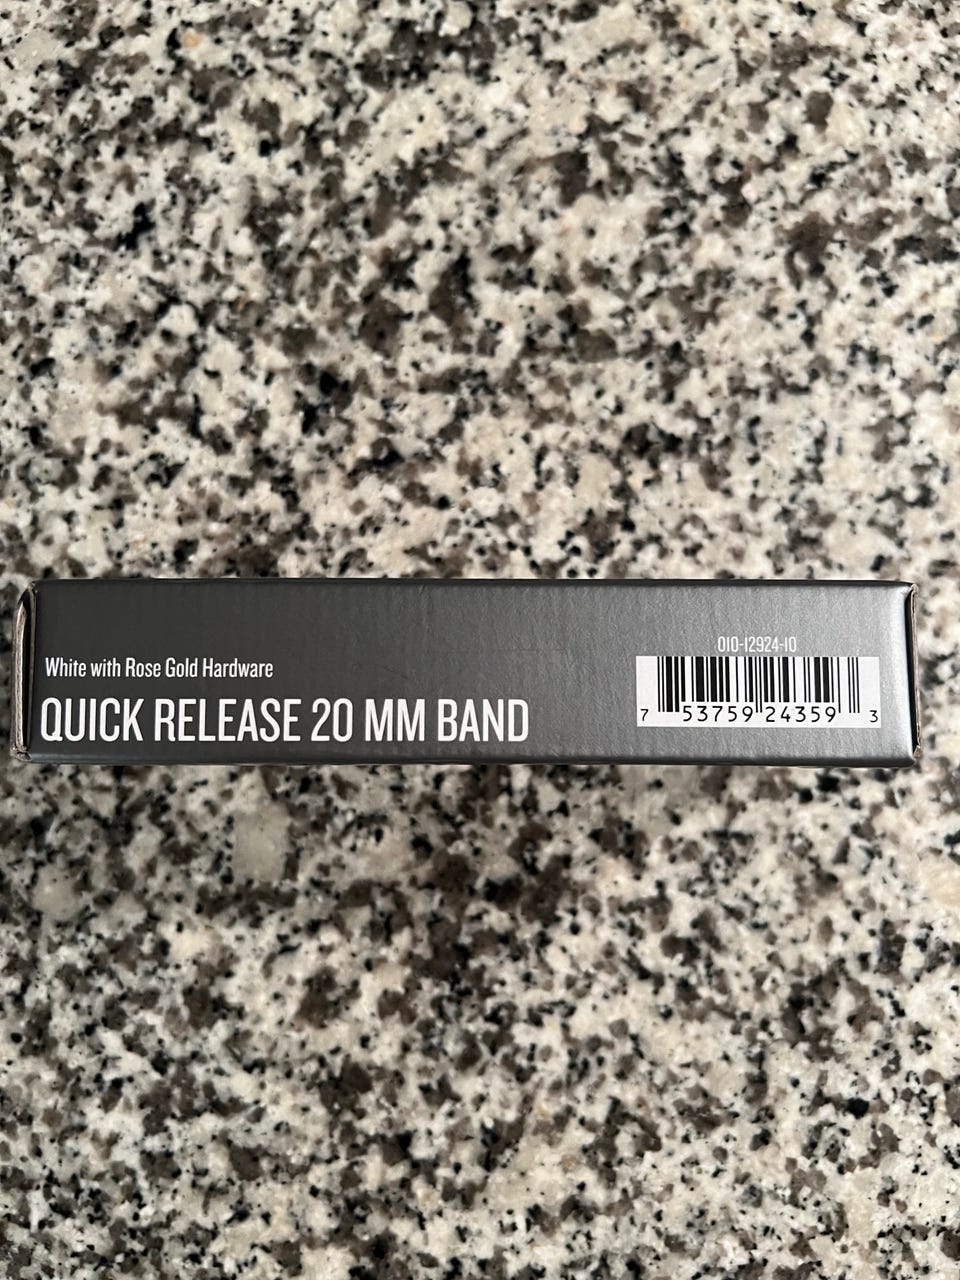 White with Rose Gold Hardware
QUICK RELEASE 20 MM BAND
010-12924-10
7 53759 24359 3